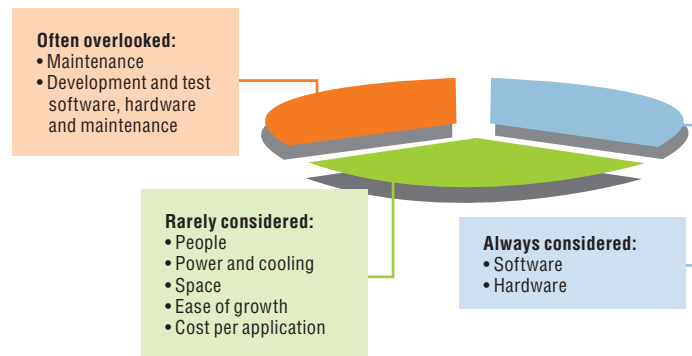 Often overlooked:
• Maintenance
• Development and test
software, hardware
and maintenance
Rarely considered:
• People
• Power and cooling
• Space
• Ease of growth
• Cost per application
Always considered:
• Software
• Hardware